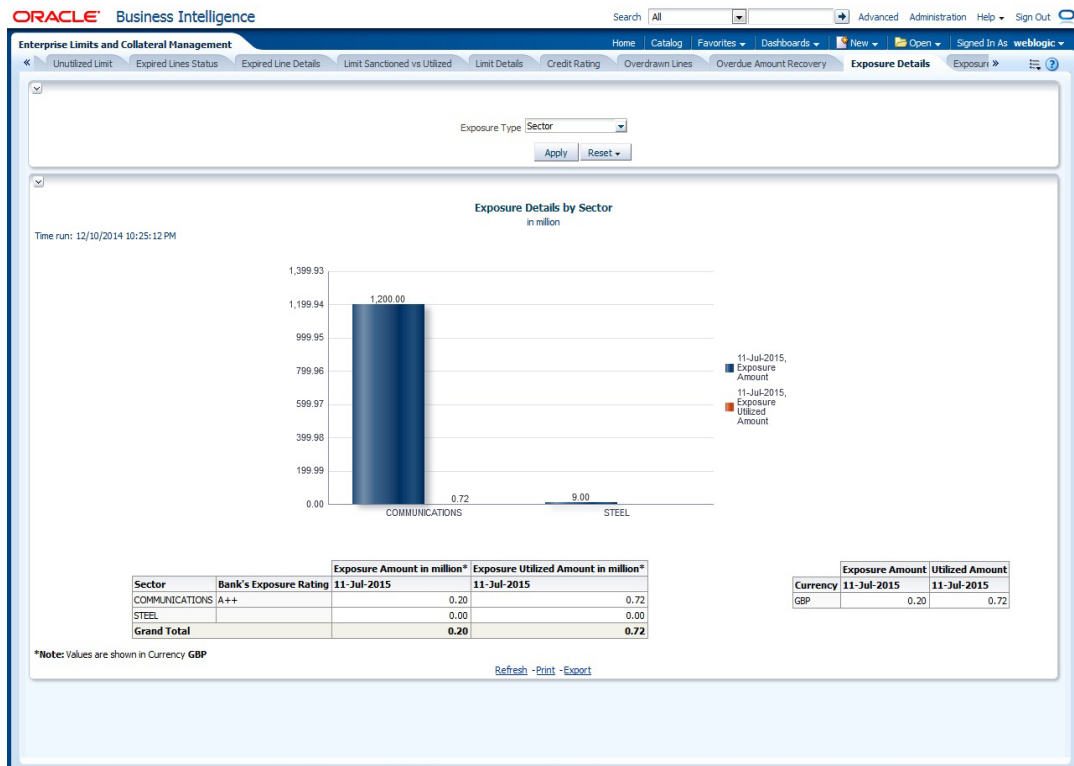 ORACLE Business Intelligence
Search All Advanced Administration Help Sign Out
Enterprise Limits and Collateral Management
Home Catalog Favorites Dashboards New Open Signed In As weblogic
« Unutilized Limit Expired Lines Status Expired Line Details Limit Sanctioned vs Utilized Limit Details Credit Rating Overdrawn Lines Overdue Amount Recovery Exposure Details Exposure »
Exposure Type Sector
Apply Reset
Exposure Details by Sector
in million
Time run: 12/10/2014 10:25:12 PM
1,399.93
1,199.94
999.95
799.96
599.97
399.98
199.99
0.00
1,200.00
0.72
9.00
COMMUNICATIONS STEEL
11-Jul-2015,
Exposure
Amount
11-Jul-2015,
Exposure
Utilized
Amount
Exposure Amount in million* Exposure Utilized Amount in million*
Sector Bank's Exposure Rating 11-Jul-2015 11-Jul-2015
COMMUNICATIONS A++ 0.20 0.72
STEEL 0.00 0.00
Grand Total 0.20 0.72
Exposure Amount Utilized Amount
Currency 11-Jul-2015 11-Jul-2015
GBP 0.20 0.72
*Note: Values are shown in Currency GBP
Refresh - Print - Export